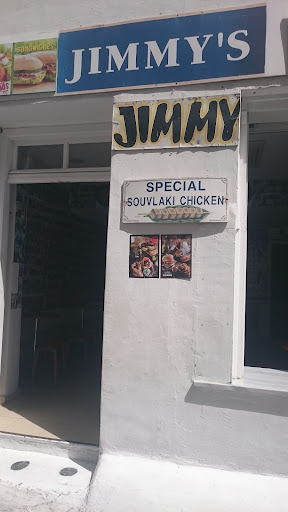 sandwiches
JIMMY'S
JIMMY
SPECIAL
SOUVLAKI CHICKEN